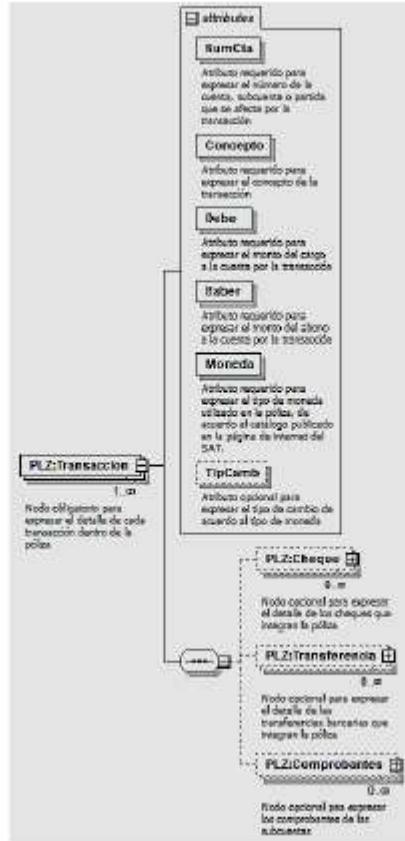 attributes
NumCta
Atributo requerido para
expresar el número de la
cuenta, subcuenta o partida
que se afecta por la
transacción
Concepto
Atributo requerido para
expresar el concepto de la
transacción
Debe
Atributo requerido para
expresar el monto del cargo
a la cuenta por la transacción
Haber
Atributo requerido para
expresar el monto del abono
a la cuenta por la transacción
Moneda
Atributo requerido para
expresar el tipo de moneda
utilizado en la póliza, de
acuerdo al catálogo publicado
en la página de internet del
SAT.
TipCamb
Atributo opcional para
expresar el tipo de cambio de
acuerdo al tipo de moneda
PLZ:Transaccion
1..∞
Nodo obligatorio para
expresar el detalle de cada
transacción dentro de la
póliza
PLZ:Cheque
0..∞
Nodo opcional para expresar
el detalle de los cheques que
integran la póliza
PLZ:Transferencia
0..∞
Nodo opcional para expresar
el detalle de las
transferencias bancarias que
integran la póliza
PLZ:Comprobantes
0..∞
Nodo opcional para expresar
los comprobantes de las
subcuentas